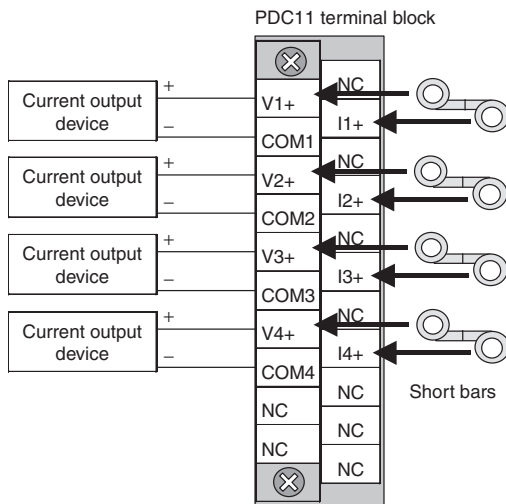 PDC11 terminal block
NC
Current output
device
+
V1+
I1+
−
COM1
NC
Current output
device
+
V2+
I2+
−
COM2
NC
Current output
device
+
V3+
I3+
−
COM3
NC
Current output
device
+
V4+
I4+
−
COM4
NC
Short bars
NC
NC
NC
NC